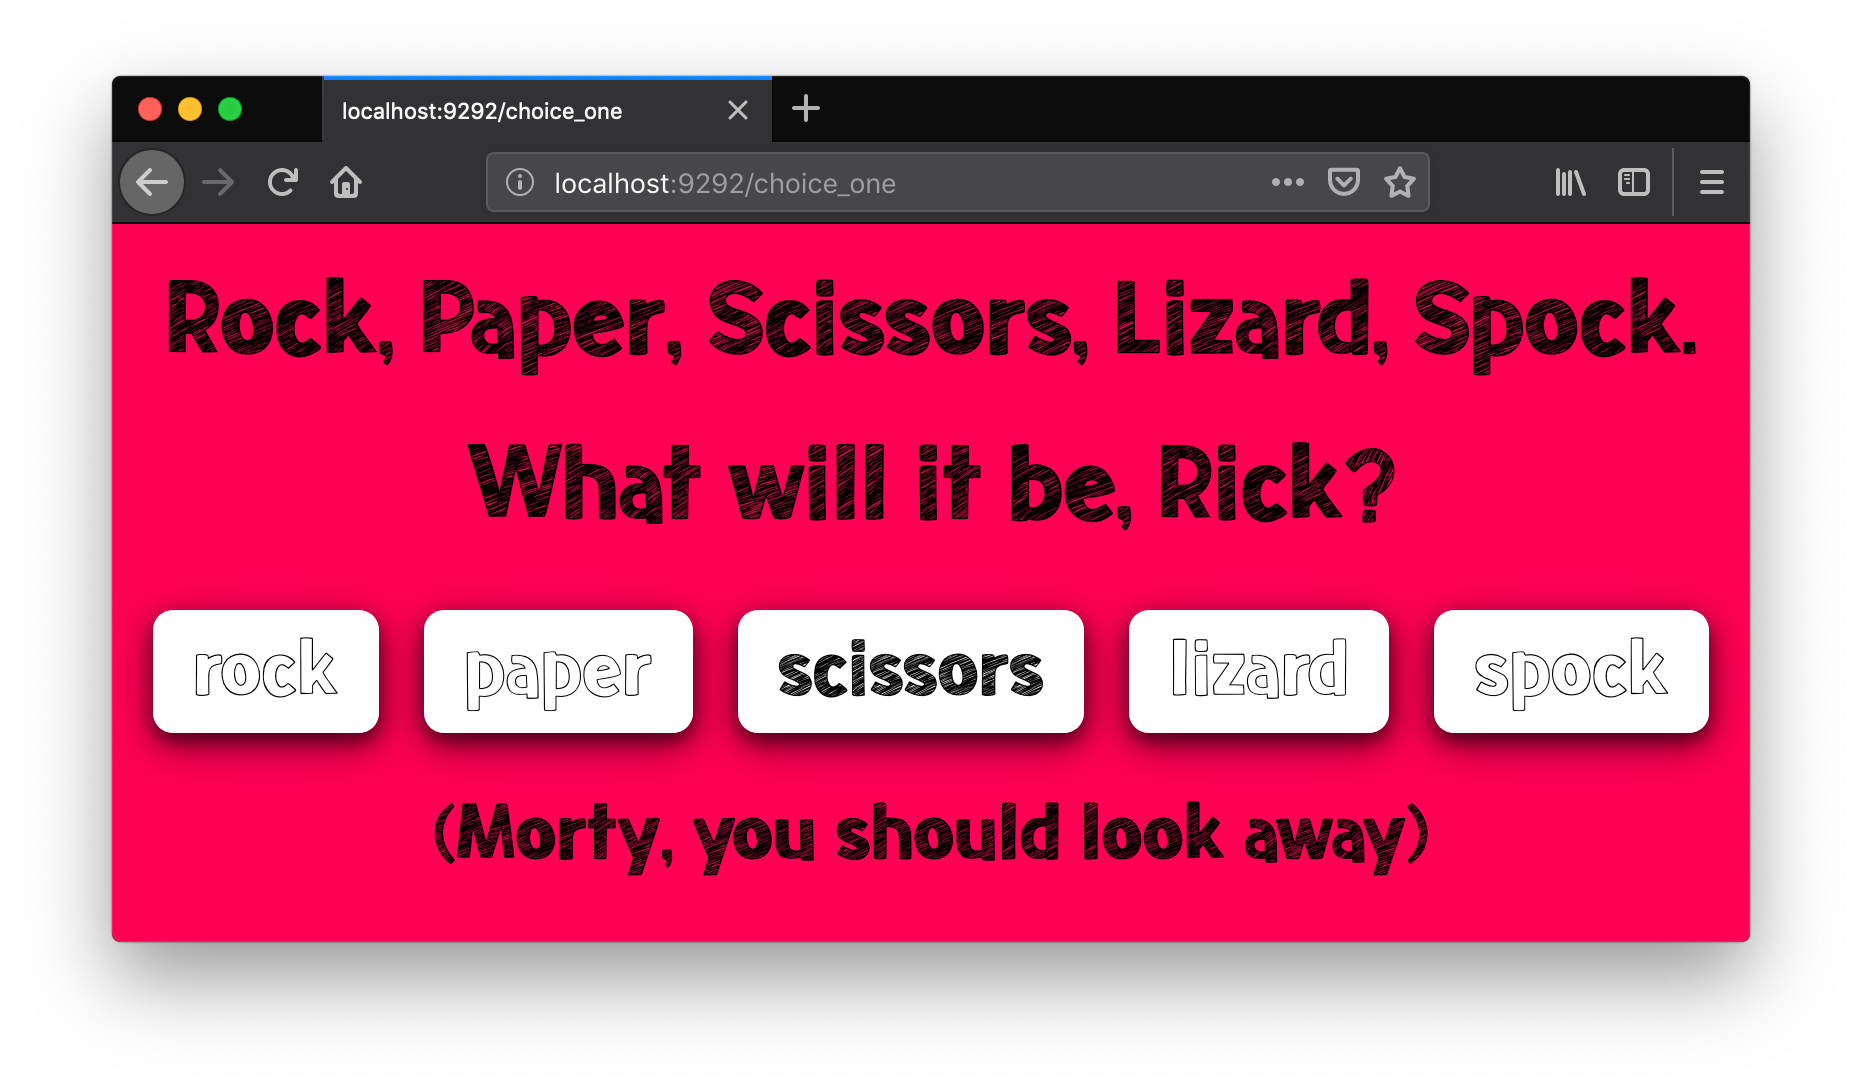 localhost:9292/choice_one
localhost:9292/choice_one
Rock, Paper, Scissors, Lizard, Spock.
What will it be, Rick?
rock paper scissors lizard spock
(Morty, you should look away)